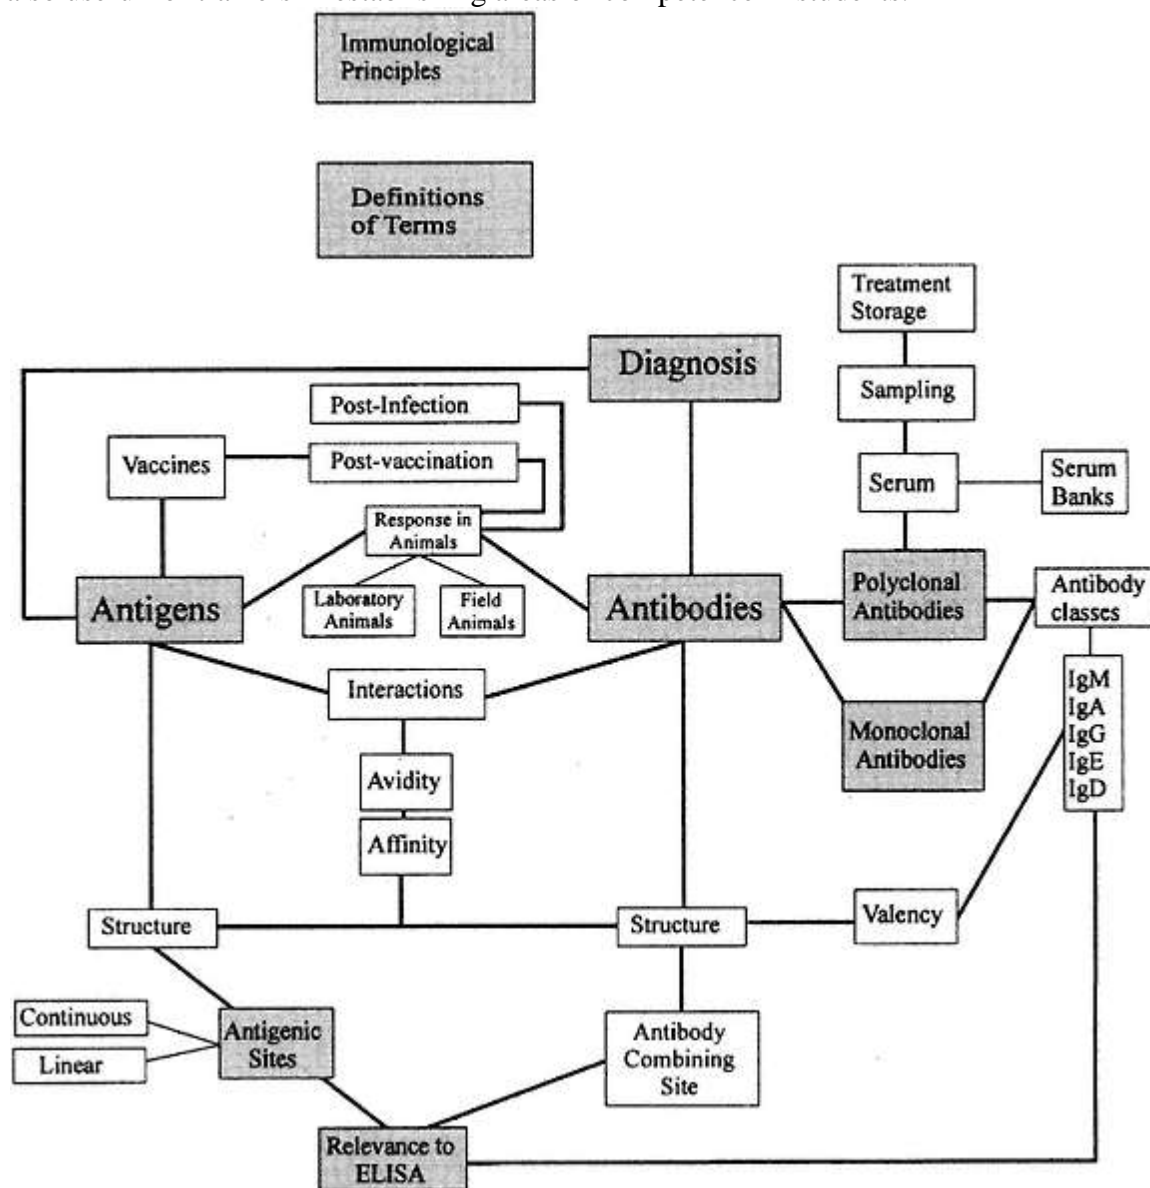 Immunological
Principles
Definitions
of Terms
Treatment
Storage
Diagnosis
Sampling
Post-Infection
Vaccines
Post-vaccination
Serum
Serum
Banks
Response in
Animals
Antigens
Laboratory
Animals
Field
Animals
Antibodies
Polyclonal
Antibodies
Antibody
classes
Interactions
IgM
IgA
IgG
IgE
IgD
Monoclonal
Antibodies
Avidity
Affinity
Structure
Structure
Valency
Continuous
Linear
Antigenic
Sites
Antibody
Combining
Site
Relevance to
ELISA